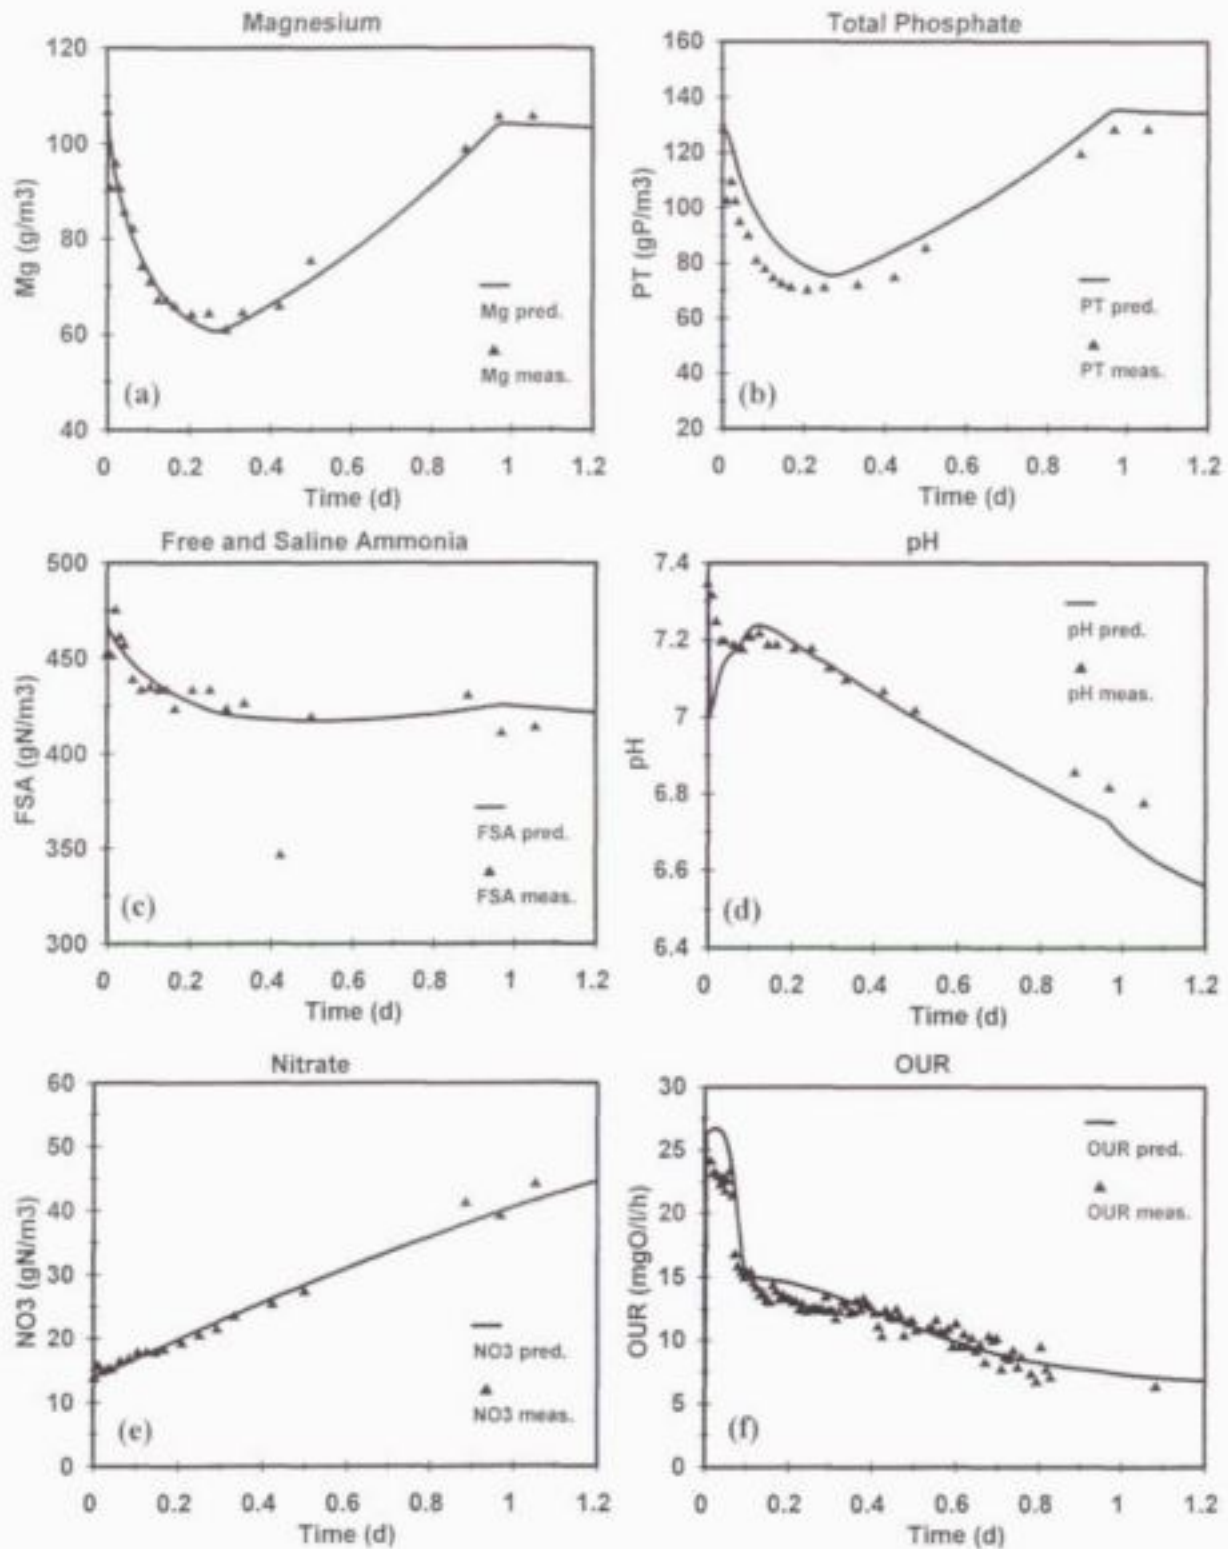 Magnesium
120
100
80
60
40
Mg (g/m3)
Mg pred.
Mg meas.
(a)
0 0.2 0.4 0.6 0.8 1 1.2
Time (d)
Total Phosphate
160
140
120
100
80
60
40
20
PT (gP/m3)
PT pred.
PT meas.
(b)
0 0.2 0.4 0.6 0.8 1 1.2
Time (d)
Free and Saline Ammonia
500
450
400
350
300
FSA (gN/m3)
FSA pred.
FSA meas.
(c)
0 0.2 0.4 0.6 0.8 1 1.2
Time (d)
pH
7.4
7.2
7
6.8
6.6
6.4
pH
pH pred.
pH meas.
(d)
0 0.2 0.4 0.6 0.8 1 1.2
Time (d)
Nitrate
60
50
40
30
20
10
0
NO3 (gN/m3)
NO3 pred.
NO3 meas.
(e)
0 0.2 0.4 0.6 0.8 1 1.2
Time (d)
OUR
30
25
20
15
10
5
0
OUR (mgO/l/h)
OUR pred.
OUR meas.
(f)
0 0.2 0.4 0.6 0.8 1 1.2
Time (d)